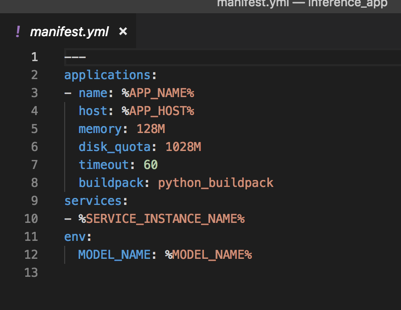 manifest.yml — inference_app
! manifest.yml ×
1 ---
2 applications:
3 - name: %APP_NAME%
4 host: %APP_HOST%
5 memory: 128M
6 disk_quota: 1028M
7 timeout: 60
8 buildpack: python_buildpack
9 services:
10 - %SERVICE_INSTANCE_NAME%
11 env:
12 MODEL_NAME: %MODEL_NAME%
13